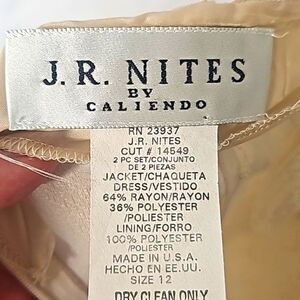 J.R. NITES
BY
CALIENDO
RN 23937
J.R. NITES
CUT # 14549
2 PC SET/CONJUNTO
DE 2 PIEZAS
JACKET/CHAQUETA
DRESS/VESTIDO
64% RAYON/RAYON
36% POLYESTER
/POLIESTER
LINING/FORRO
100% POLYESTER
/POLIESTER
MADE IN U.S.A.
HECHO EN EE.UU.
SIZE 12
DRY CLEAN ONLY